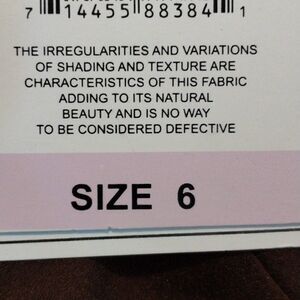 7 14455 88384 1
THE IRREGULARITIES AND VARIATIONS
OF SHADING AND TEXTURE ARE
CHARACTERISTICS OF THIS FABRIC
ADDING TO ITS NATURAL
BEAUTY AND IS NO WAY
TO BE CONSIDERED DEFECTIVE
SIZE 6